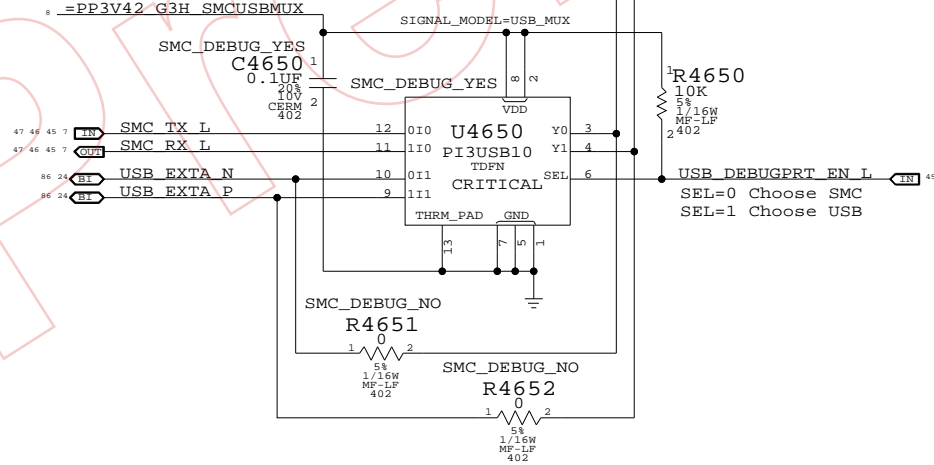 8 =PP3V42_G3H_SMCUSBMUX
SIGNAL_MODEL=USB_MUX
SMC_DEBUG_YES
C4650 1
0.1UF
20%
10V
CERM 2
402
SMC_DEBUG_YES
8 2
VDD
1 R4650
10K
5%
1/16W
MF-LF
2 402
47 46 45 7 IN SMC_TX_L 12 0I0 U4650 Y0 3
47 46 45 7 OUT SMC_RX_L 11 1I0 PI3USB10 Y1 4
TDFN
86 24 BI USB_EXTA_N 10 0I1 CRITICAL SEL 6 USB_DEBUGPRT_EN_L IN 45
86 24 BI USB_EXTA_P 9 1I1
SEL=0 Choose SMC
SEL=1 Choose USB
THRM_PAD GND
13 7 5 1
SMC_DEBUG_NO
R4651
0
1 2
5%
1/16W
MF-LF
402
SMC_DEBUG_NO
R4652
0
1 2
5%
1/16W
MF-LF
402